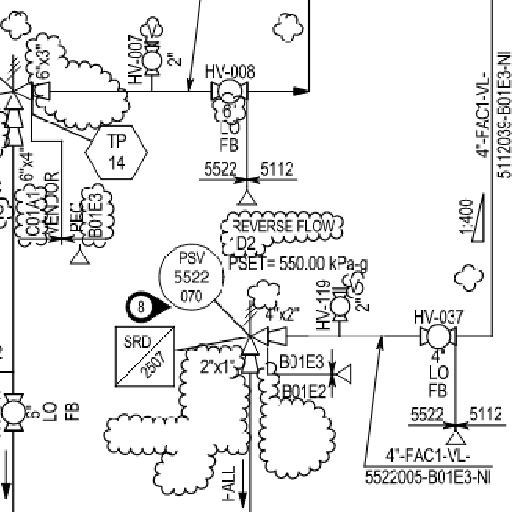 HV-007
2"
HV-008
6"
LO
FB
6"x3"
TP
14
6"x4"
C01A1
VENDOR
REC
B01E3
5522
5112
4"-FAC1-VL-
5112039-B01E3-NI
1:400
REVERSE FLOW
1D2
PSET= 550.00 kPa-g
PSV
5522
070
8
SRD
2507
4"x2"
HV-119
2"
2"x1"
B01E3
B01E2
HV-037
4"
LO
FB
5522
5112
4"-FAC1-VL-
5522005-B01E3-NI
LO
FB
FALL